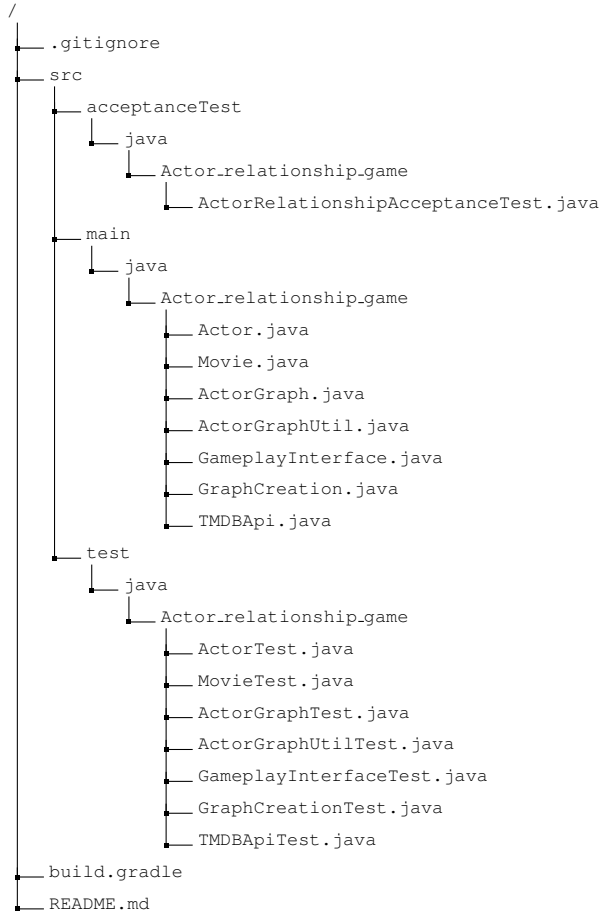 /
.gitignore
src
acceptanceTest
java
Actor_relationship_game
ActorRelationshipAcceptanceTest.java
main
java
Actor_relationship_game
Actor.java
Movie.java
ActorGraph.java
ActorGraphUtil.java
GameplayInterface.java
GraphCreation.java
TMDBApi.java
test
java
Actor_relationship_game
ActorTest.java
MovieTest.java
ActorGraphTest.java
ActorGraphUtilTest.java
GameplayInterfaceTest.java
GraphCreationTest.java
TMDBApiTest.java
build.gradle
README.md